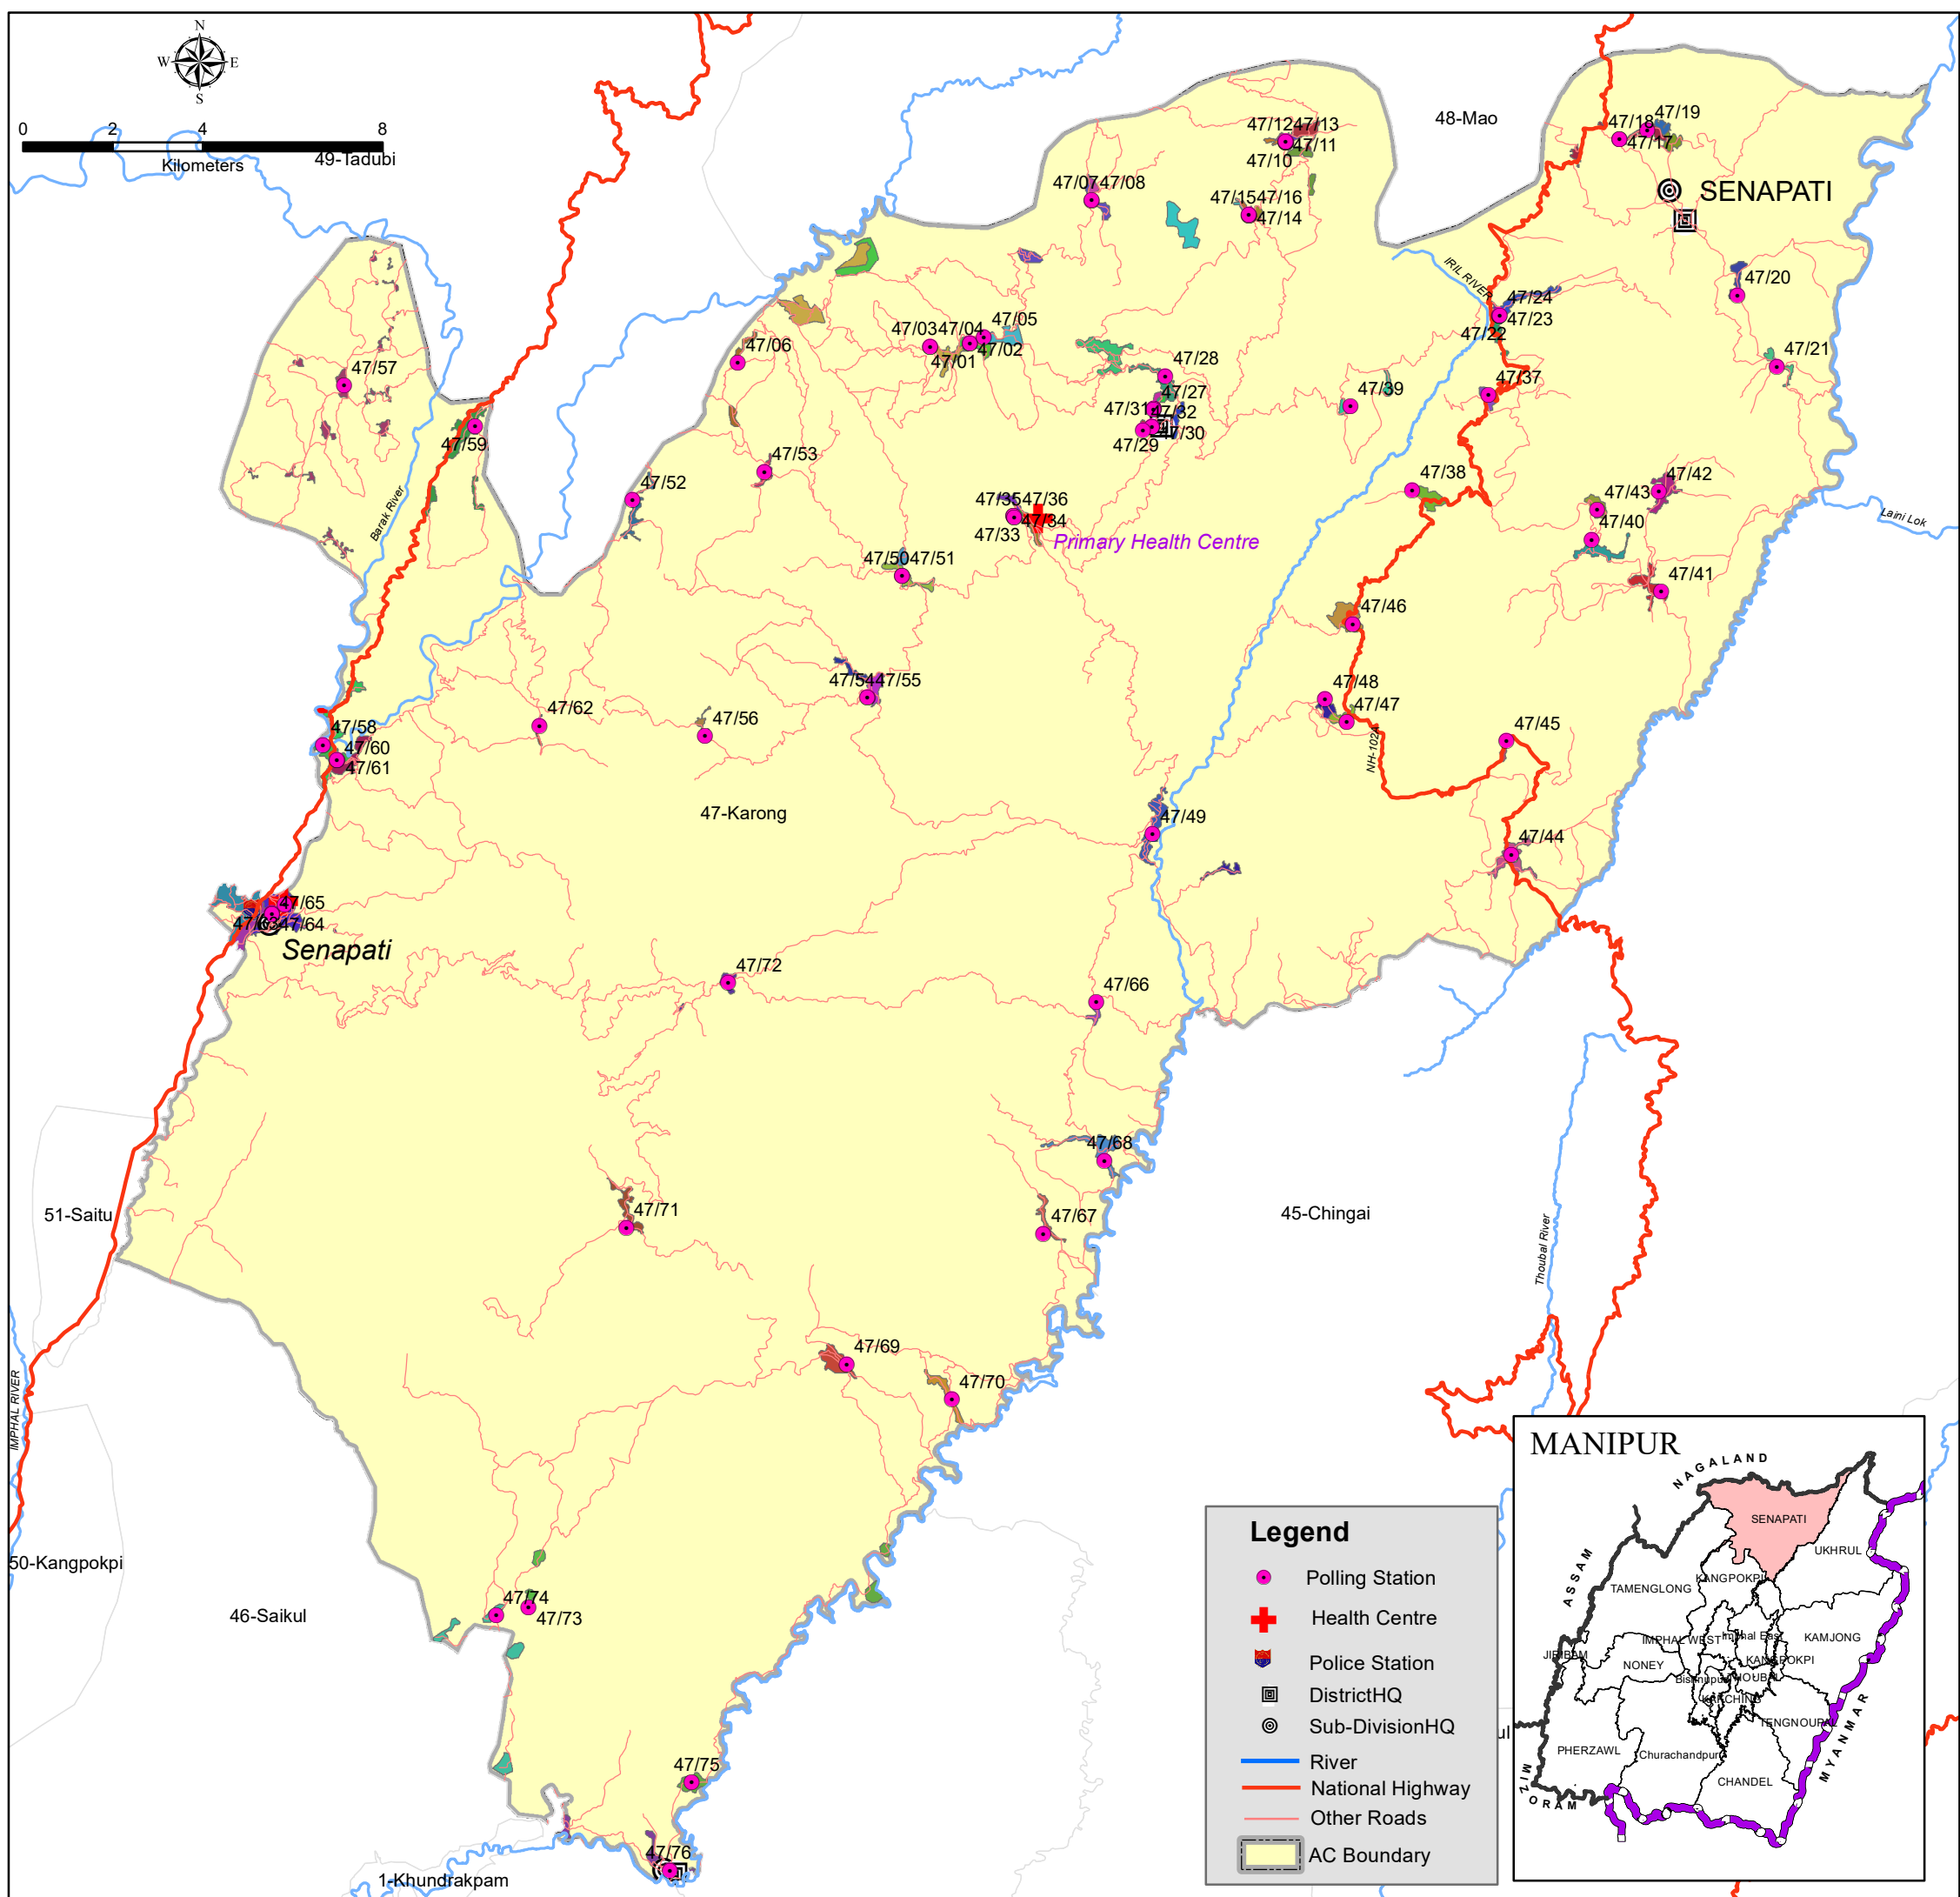 N
W E
S
0 2 4 8
Kilometers
49-Tadubi
48-Mao
47/12 47/13
47/11
47/10
47/18
47/19
47/17
SENAPATI
47/07 47/08
47/15 47/16
47/14
47/20
IRIL RIVER
47/24
47/23
47/22
47/03 47/04
47/05
47/02
47/01
47/06
47/21
47/28
47/27
47/31
47/32
47/30
47/29
47/39
47/37
47/57
47/59
47/53
47/52
47/38
47/42
47/43
47/40
47/35 47/36
47/34
47/33
Primary Health Centre
Barak River
Laini Lok
47/50 47/51
47/41
47/46
47/54 47/55
47/48
47/47
47/62
47/56
47/58
47/60
47/61
47/45
NH-102A
47-Karong
47/49
47/44
47/65
47/63 47/64
Senapati
47/72
47/66
47/68
47/71
47/67
51-Saitu
45-Chingai
Thoubal River
47/69
47/70
IMPHAL RIVER
50-Kangpokpi
46-Saikul
47/74
47/73
47/75
47/76
1-Khundrakpam
ul
Legend
Polling Station
Health Centre
Police Station
DistrictHQ
Sub-DivisionHQ
River
National Highway
Other Roads
AC Boundary
MANIPUR
NAGALAND
SENAPATI
UKHRUL
ASSAM
TAMENGLONG
KANGPOKPI
IMPHAL WEST
Imphal East
KAMJONG
JIRIBAM
NONEY
KANGPOKPI
Bishnupur
THOUBAL
KAKCHING
TENGNOUPAL
PHERZAWL
Churachandpur
CHANDEL
MYANMAR
MIZORAM